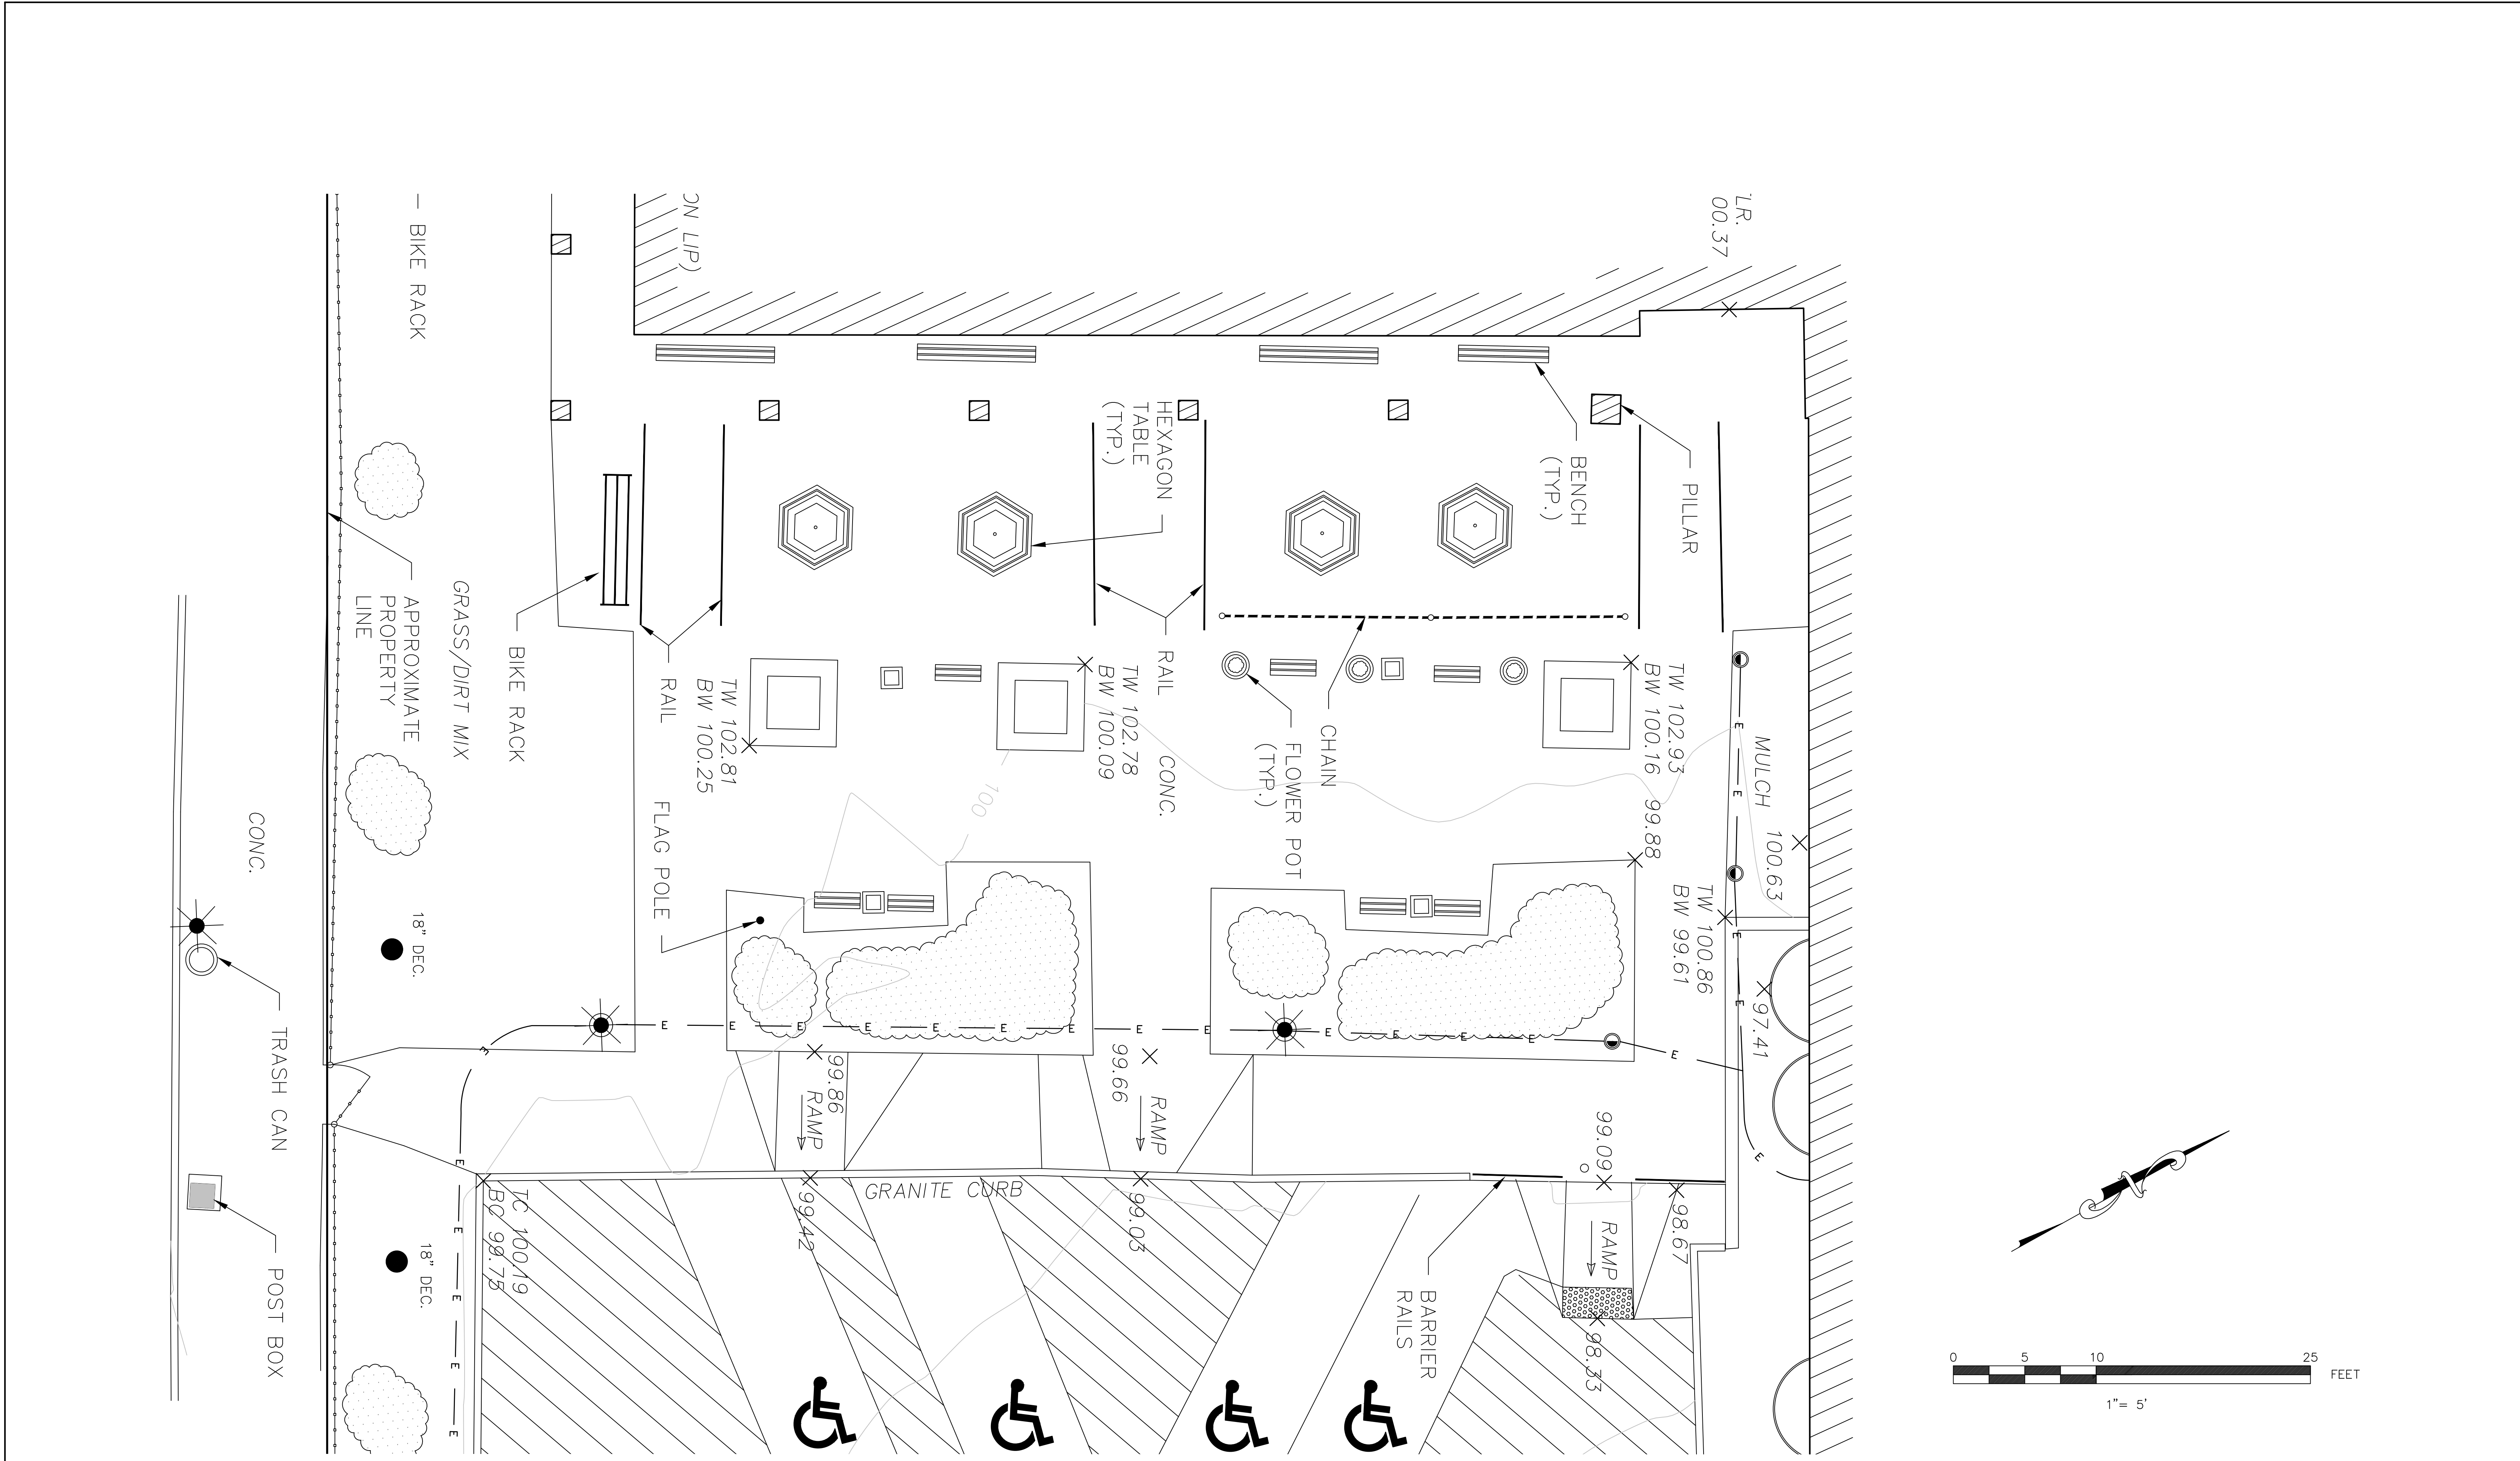 BIKE RACK
ON LIP)
LR.
00.37
HEXAGON
TABLE
(TYP.)
BENCH
(TYP.)
PILLAR
APPROXIMATE
PROPERTY
LINE
GRASS/DIRT MIX
BIKE RACK
RAIL
TW 102.81
BW 100.25
TW 102.78
BW 100.09
RAIL
CONC.
FLOWER POT
(TYP.)
CHAIN
TW 102.93
BW 100.16
MULCH
99.88
100.63
100
FLAG POLE
CONC.
18" DEC.
TW 100.86
BW 99.61
97.41
TRASH CAN
E E E E E E E E E E E E E E E
99.86
RAMP
99.66
RAMP
99.09
RAMP
98.67
GRANITE CURB
TC 100.19
BC 99.75
99.42
99.03
98.33
18" DEC.
POST BOX
BARRIER
RAILS
N
0 5 10 25
FEET
1"= 5'